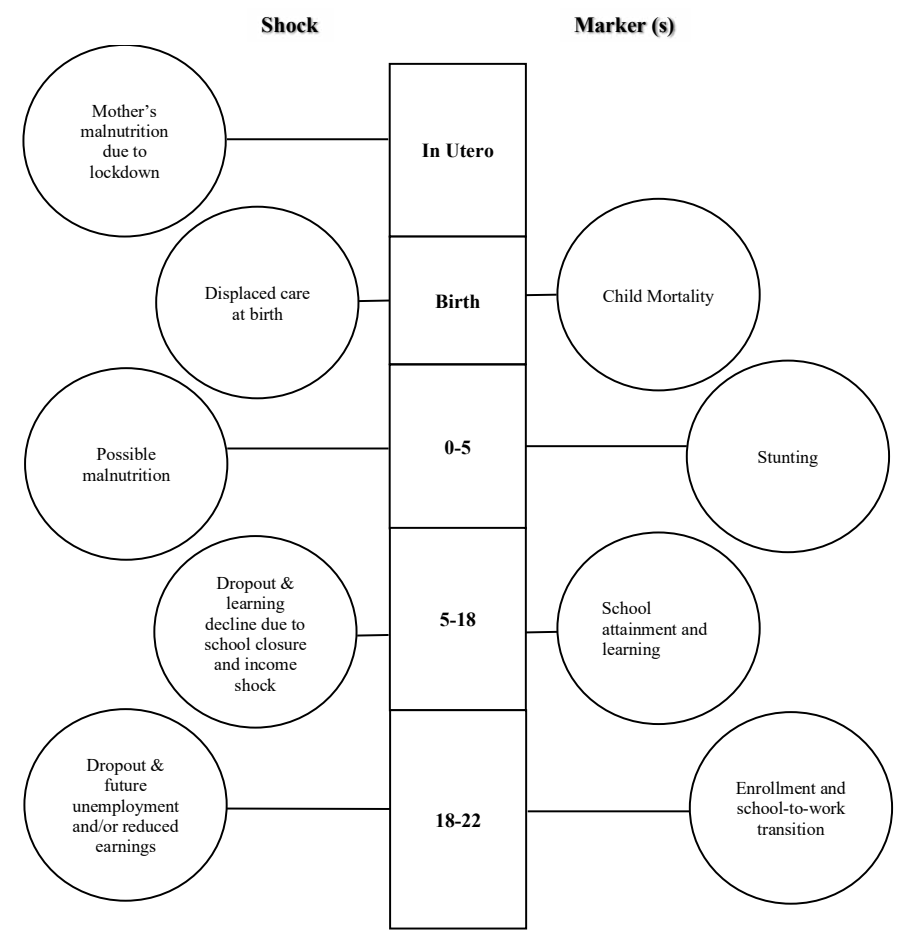 Shock
Marker (s)
Mother’s
malnutrition
due to
lockdown
In Utero
Displaced care
at birth
Birth
Child Mortality
Possible
malnutrition
0-5
Stunting
Dropout &
learning
decline due to
school closure
and income
shock
5-18
School
attainment and
learning
Dropout &
future
unemployment
and/or reduced
earnings
18-22
Enrollment and
school-to-work
transition